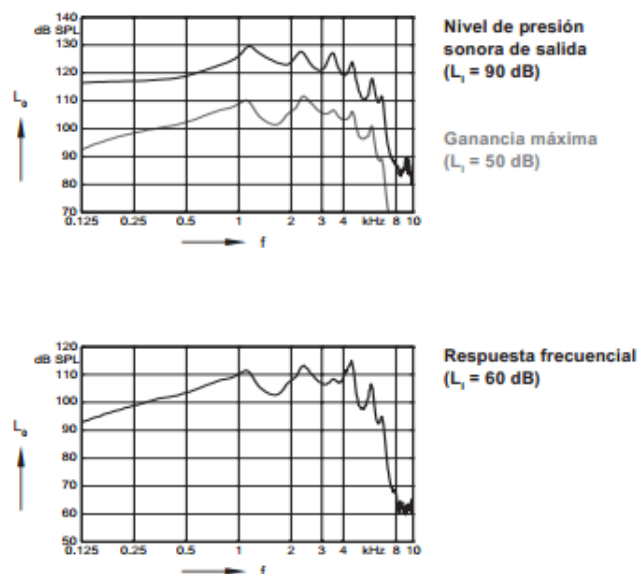 140
dB SPL
130
120
110
L₀
100
90
80
70
0.125 0.25 0.5 1 2 3 4 kHz 8 10
f
Nivel de presión
sonora de salida
(Lᵢ = 90 dB)
Ganancia máxima
(Lᵢ = 50 dB)
120
dB SPL
110
100
90
L₀
80
70
60
50
0.125 0.25 0.5 1 2 3 4 kHz 8 10
f
Respuesta frecuencial
(Lᵢ = 60 dB)